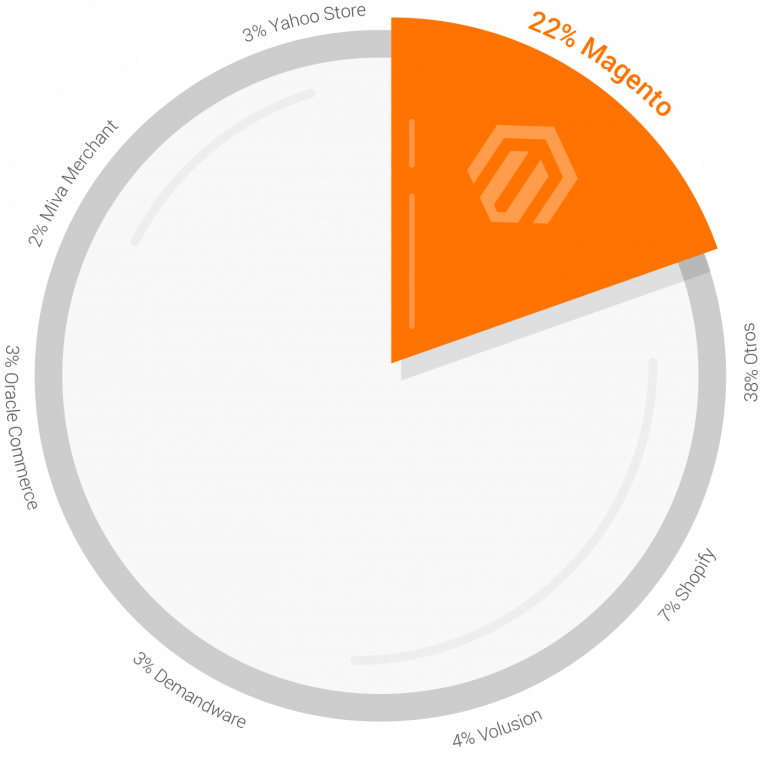 3% Yahoo Store
22% Magento
2% Miva Merchant
38% Otros
3% Oracle Commerce
7% Shopify
3% Demandware
4% Volusion